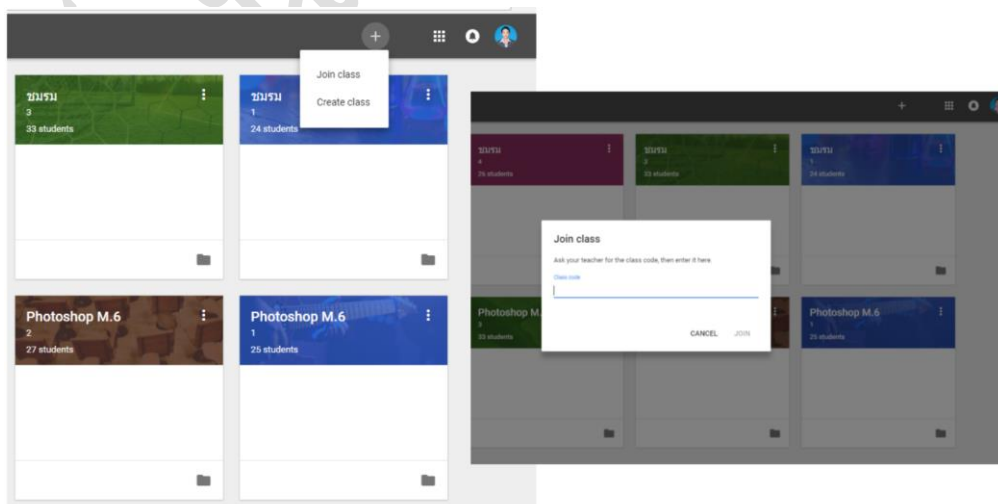 Join class
Create class
ชมรม
3
33 students
ชมรม
1
24 students
Photoshop M.6
2
27 students
Photoshop M.6
1
25 students
ชมรม
4
26 students
ชมรม
3
33 students
ชมรม
1
24 students
Join class
Ask your teacher for the class code, then enter it here.
Class code
CANCEL
JOIN
Photoshop M.
3
33 students
Photoshop M.6
1
25 students